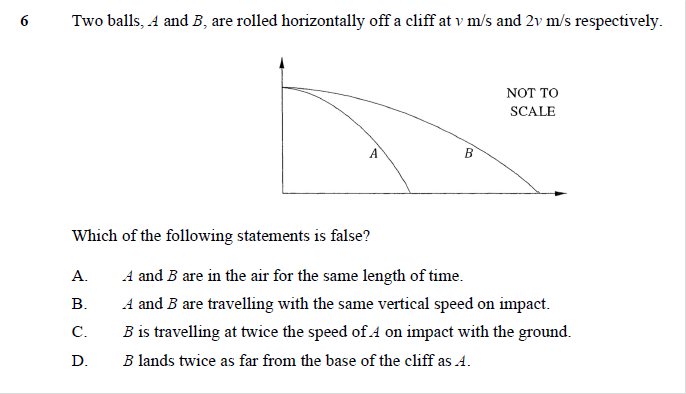 6 Two balls, A and B, are rolled horizontally off a cliff at v m/s and 2v m/s respectively.
NOT TO
SCALE
A
B
Which of the following statements is false?
A. A and B are in the air for the same length of time.
B. A and B are travelling with the same vertical speed on impact.
C. B is travelling at twice the speed of A on impact with the ground.
D. B lands twice as far from the base of the cliff as A.